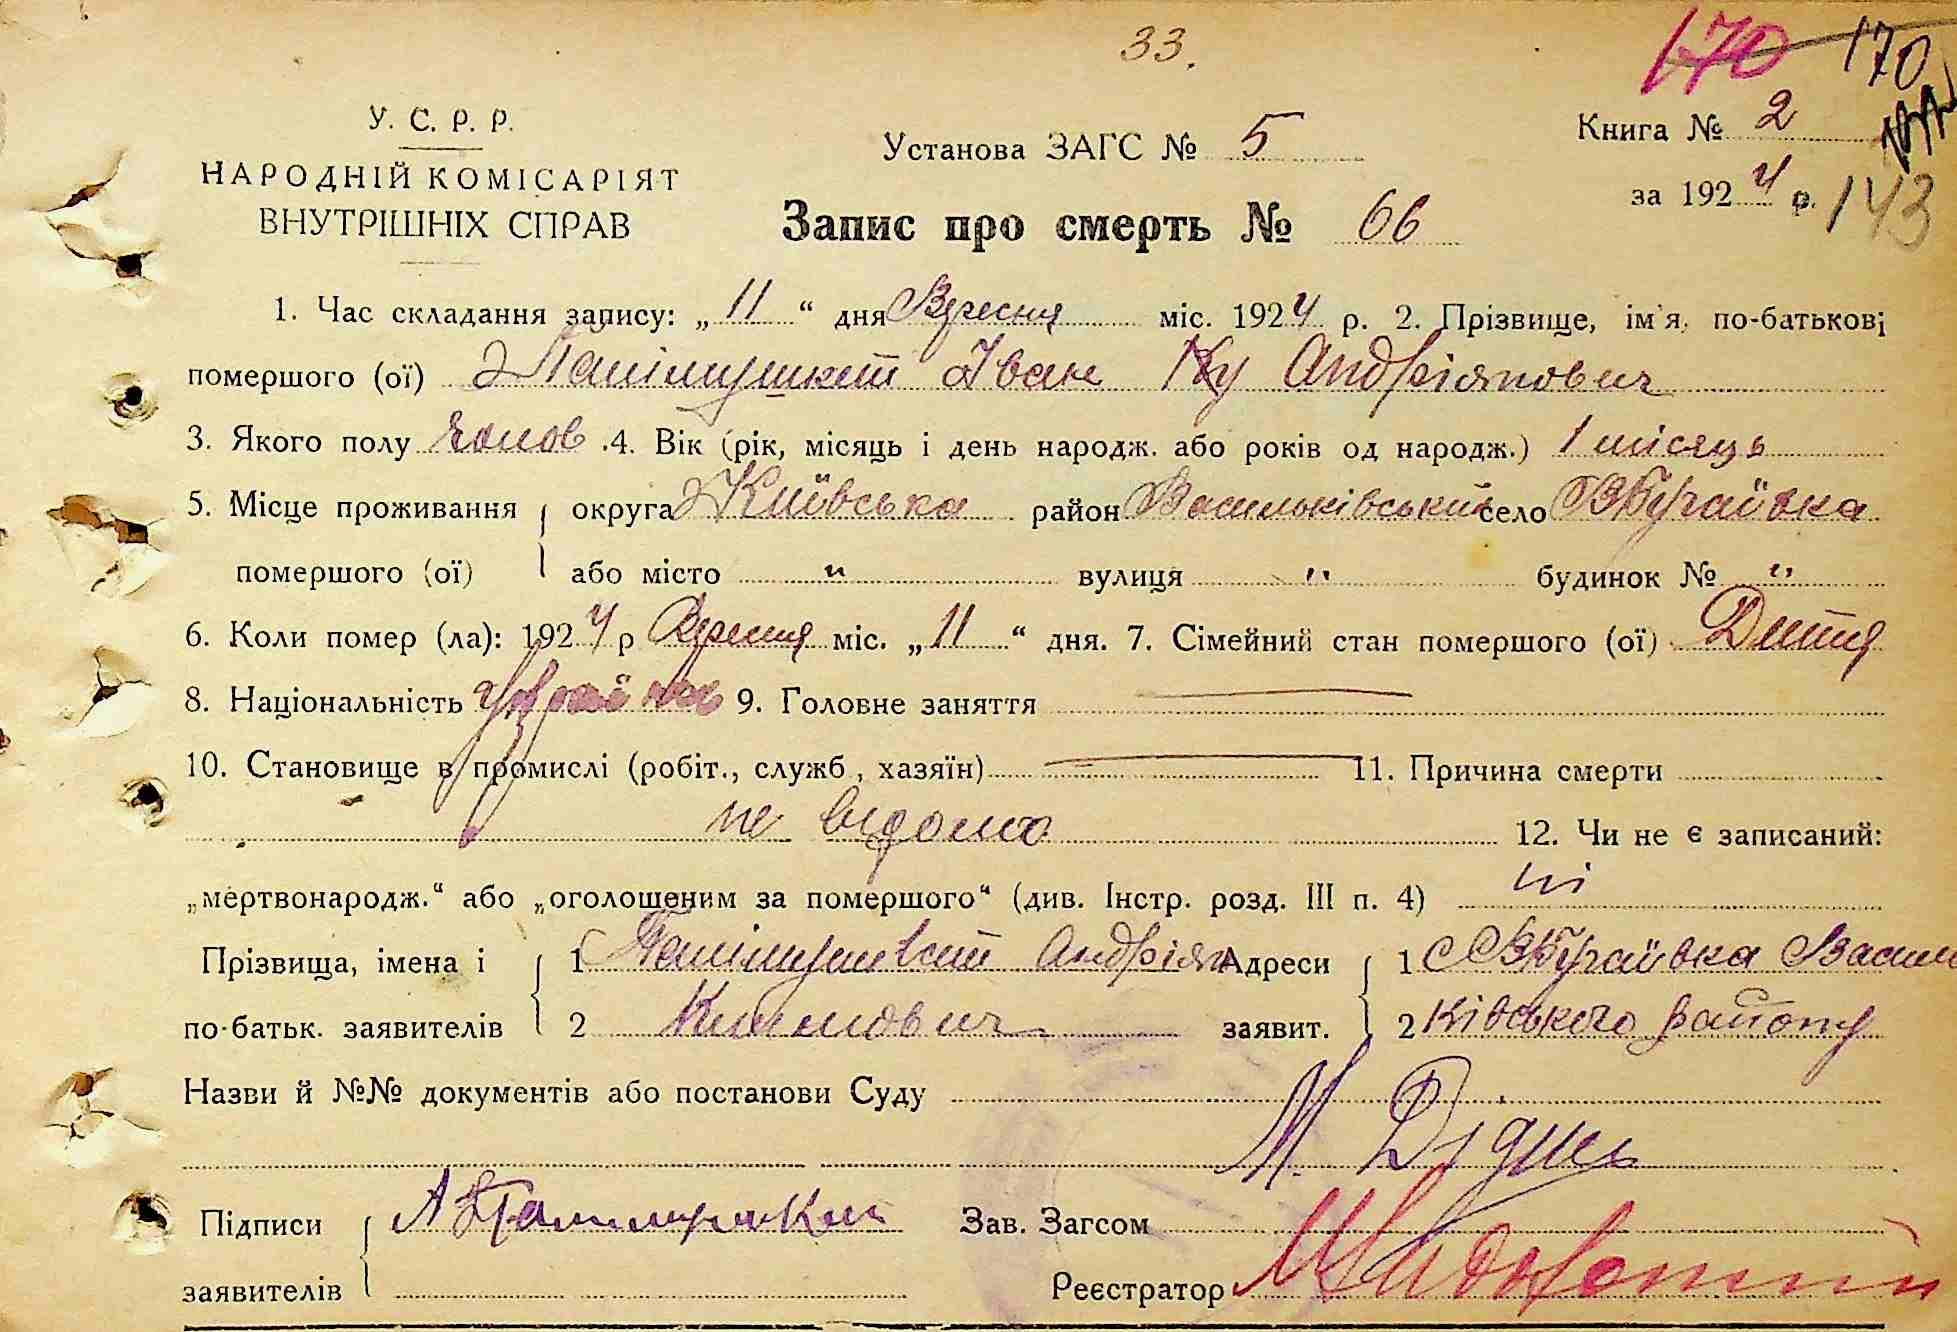 33.
170 170
У. С. Р. Р.
НАРОДНІЙ КОМІСАРІЯТ
ВНУТРІШНІХ СПРАВ
Установа ЗАГС № 5
Книга № 2
за 1924 р. 143
Запис про смерть № 66
1. Час складання запису: „11“ дня Вересня міс. 1924 р. 2. Прізвище, ім'я, по-батькові
помершого (ої) Іван Андріянович
3. Якого полу чолов. 4. Вік (рік, місяць і день народж. або років од народж.) 1 місяць
5. Місце проживання округа Київська район Васильківський село Збугаївка
помершого (ої) або місто " вулиця " будинок № "
6. Коли помер (ла): 1924 р Вересня міс. „11“ дня. 7. Сімейний стан помершого (ої) Дитя
8. Національність 9. Головне заняття —
10. Становище в промислі (робіт., служб, хазяїн) — 11. Причина смерти
не відомо 12. Чи не є записаний:
„мертвонародж.“ або „оголошеним за помершого“ (див. Інстр. розд. III п. 4) ні
Прізвища, імена і 1 Андріян Адреси 1 С Збугаївка Василь
по-батьк. заявителів 2 заявит. 2 ківського району
Назви й №№ документів або постанови Суду
М. Дідусь
Підписи Зав. Загсом
заявителів Реєстратор